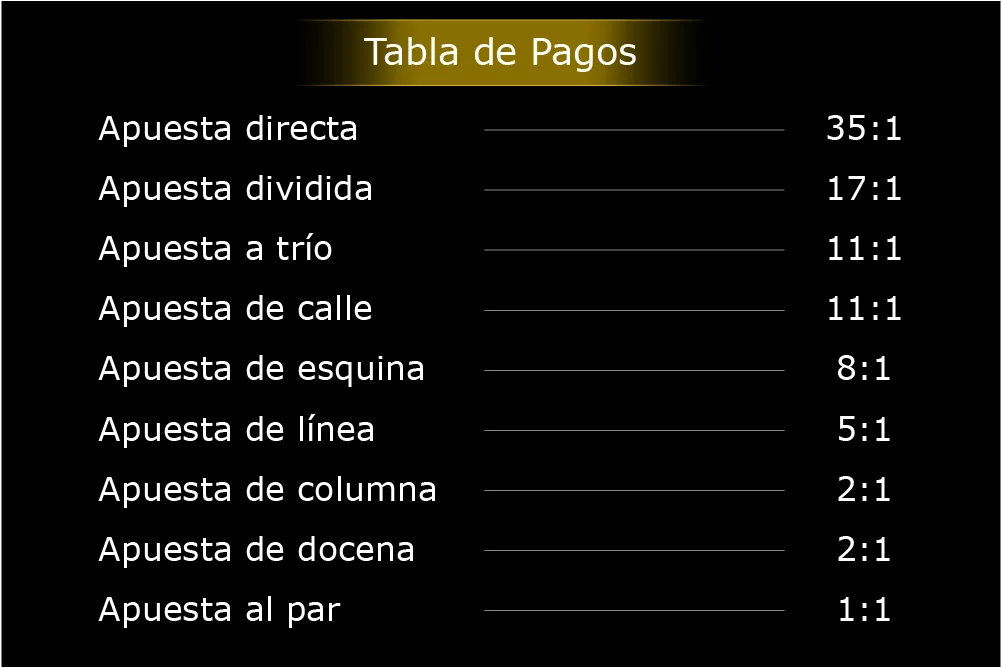 Tabla de Pagos
Apuesta directa 35:1
Apuesta dividida 17:1
Apuesta a trío 11:1
Apuesta de calle 11:1
Apuesta de esquina 8:1
Apuesta de línea 5:1
Apuesta de columna 2:1
Apuesta de docena 2:1
Apuesta al par 1:1